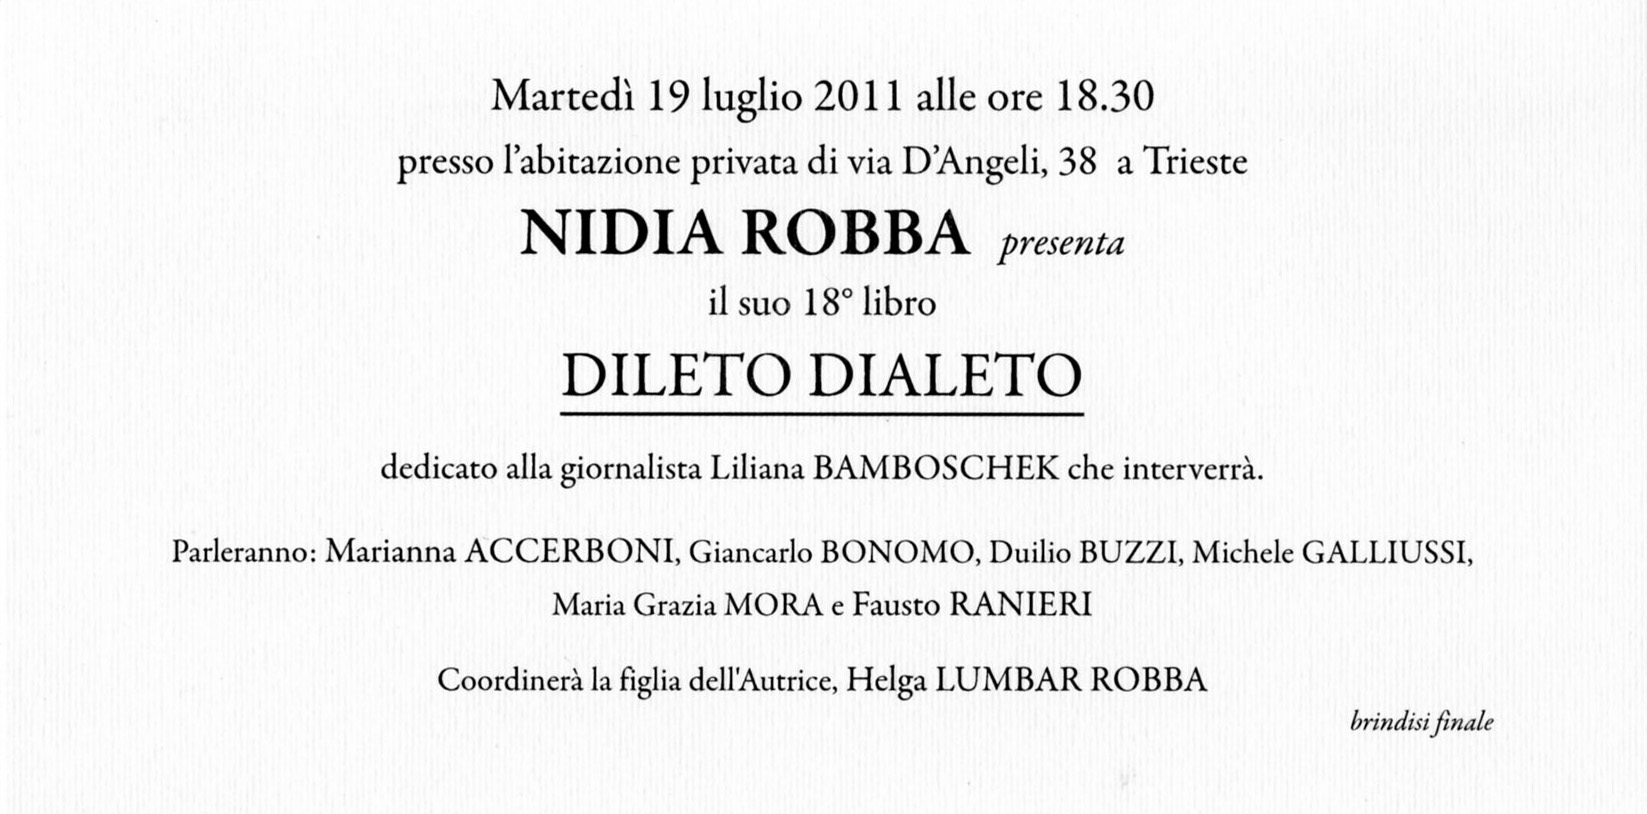 Martedì 19 luglio 2011 alle ore 18.30
presso l’abitazione privata di via D’Angeli, 38 a Trieste
NIDIA ROBBA presenta
il suo 18° libro
DILETO DIALETO
dedicato alla giornalista Liliana BAMBOSCHEK che interverrà.
Parleranno: Marianna ACCERBONI, Giancarlo BONOMO, Duilio BUZZI, Michele GALLIUSSI,
Maria Grazia MORA e Fausto RANIERI
Coordinerà la figlia dell'Autrice, Helga LUMBAR ROBBA
brindisi finale